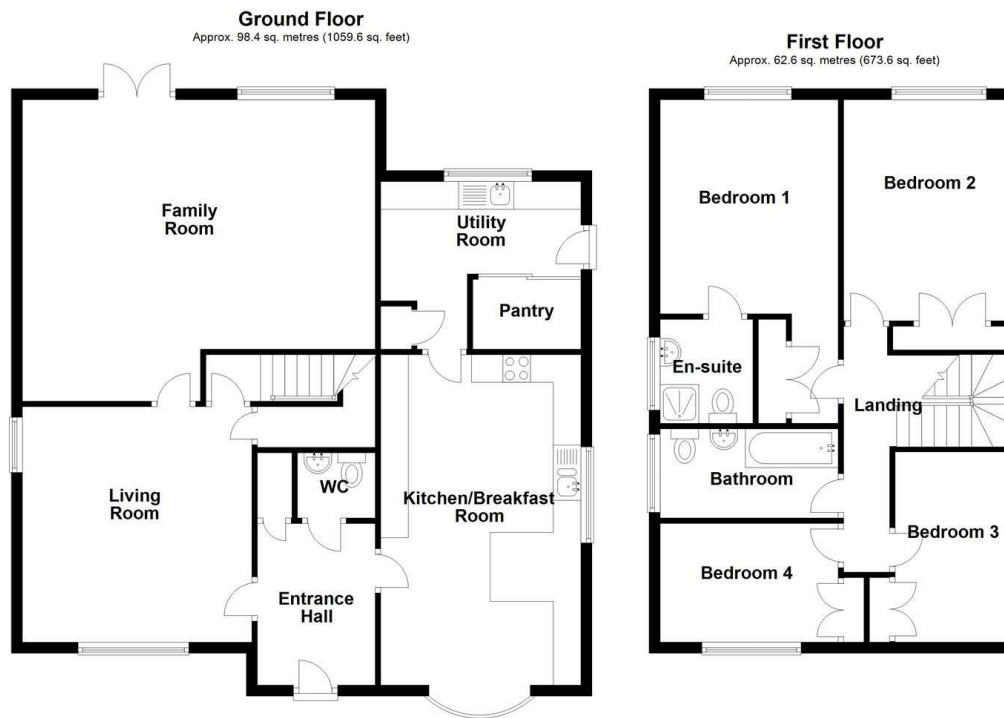 Ground Floor
Approx. 98.4 sq. metres (1059.6 sq. feet)
Family
Room
Utility
Room
Pantry
Living
Room
WC
Kitchen/Breakfast
Room
Entrance
Hall
First Floor
Approx. 62.6 sq. metres (673.6 sq. feet)
Bedroom 1
Bedroom 2
En-suite
Landing
Bathroom
Bedroom 3
Bedroom 4